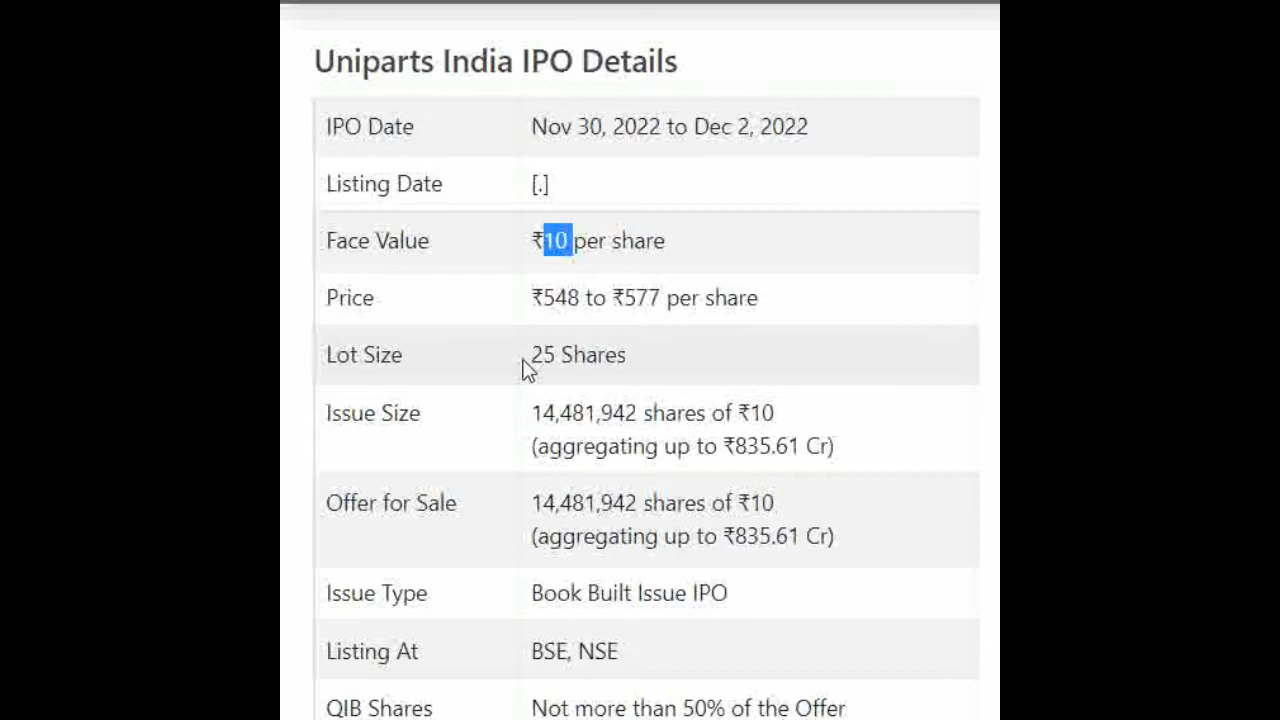 Uniparts India IPO Details
IPO Date Nov 30, 2022 to Dec 2, 2022
Listing Date [.]
Face Value ₹10 per share
Price ₹548 to ₹577 per share
Lot Size 25 Shares
Issue Size 14,481,942 shares of ₹10
(aggregating up to ₹835.61 Cr)
Offer for Sale 14,481,942 shares of ₹10
(aggregating up to ₹835.61 Cr)
Issue Type Book Built Issue IPO
Listing At BSE, NSE
QIB Shares Not more than 50% of the Offer